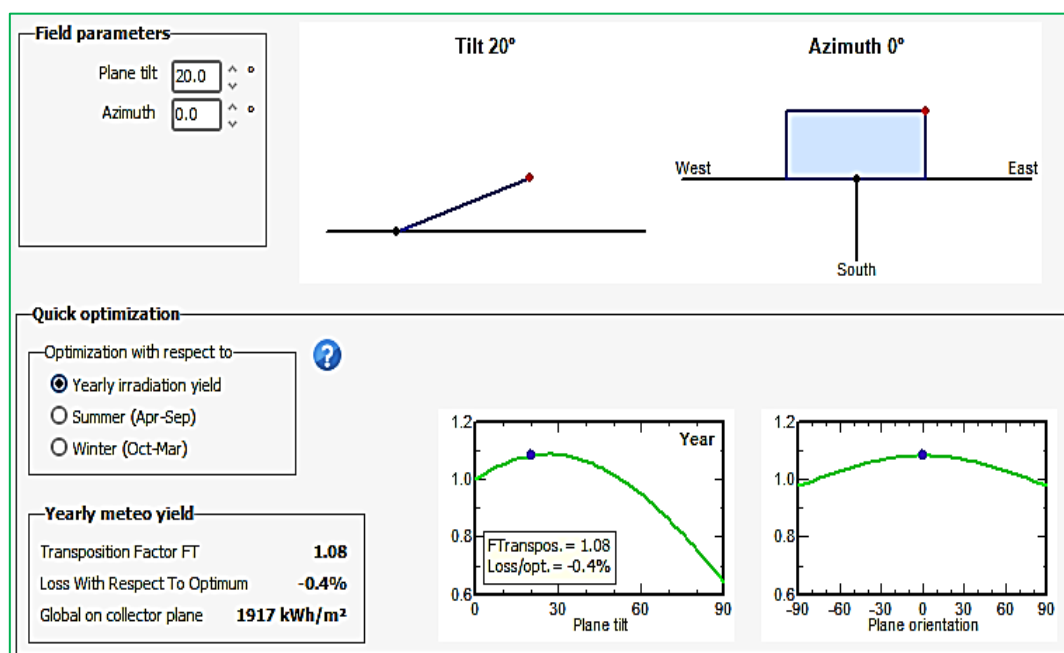 Field parameters
Plane tilt 20.0 °
Azimuth 0.0 °
Tilt 20°
Azimuth 0°
West
East
South
Quick optimization
Optimization with respect to
Yearly irradiation yield
Summer (Apr-Sep)
Winter (Oct-Mar)
?
Yearly meteo yield
Transposition Factor FT 1.08
Loss With Respect To Optimum -0.4%
Global on collector plane 1917 kWh/m²
Year
1.2
1.0
0.8
0.6
FTranspos. = 1.08
Loss/opt. = -0.4%
0 30 60 90
Plane tilt
1.2
1.0
0.8
0.6
-90 -60 -30 0 30 60 90
Plane orientation